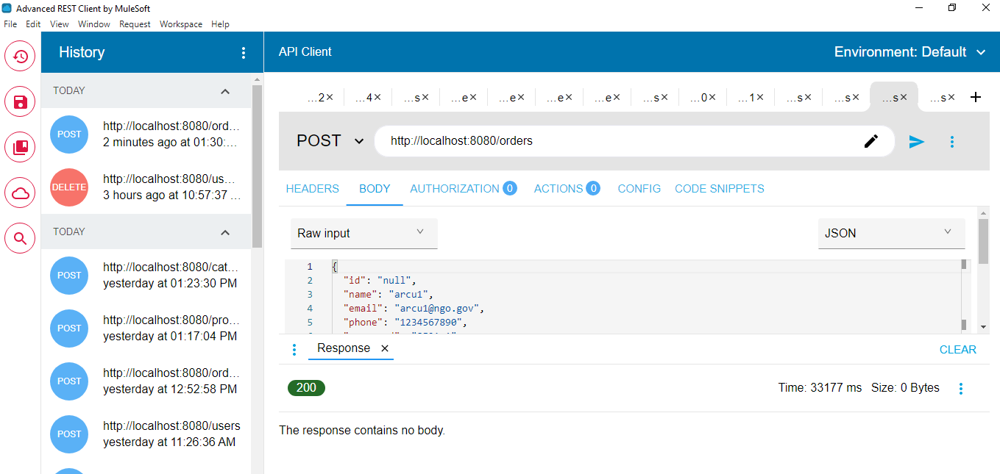 Advanced REST Client by MuleSoft
File Edit View Window Request Workspace Help
History
API Client
Environment: Default
TODAY
POST
http://localhost:8080/ord...
2 minutes ago at 01:30:...
DELETE
http://localhost:8080/us...
3 hours ago at 10:57:37 ...
TODAY
POST
http://localhost:8080/cat...
yesterday at 01:23:30 PM
POST
http://localhost:8080/pro...
yesterday at 01:17:04 PM
POST
http://localhost:8080/ord...
yesterday at 12:52:58 PM
POST
http://localhost:8080/users
yesterday at 11:26:36 AM
...2× ...4× ...s× ...e× ...e× ...e× ...e× ...s× ...0× ...1× ...s× ...s× ...s× ...s× +
POST http://localhost:8080/orders
HEADERS BODY AUTHORIZATION 0 ACTIONS 0 CONFIG CODE SNIPPETS
Raw input JSON
1 {
2 "id": "null",
3 "name": "arcu1",
4 "email": "arcu1@ngo.gov",
5 "phone": "1234567890",
Response × CLEAR
200 Time: 33177 ms Size: 0 Bytes
The response contains no body.